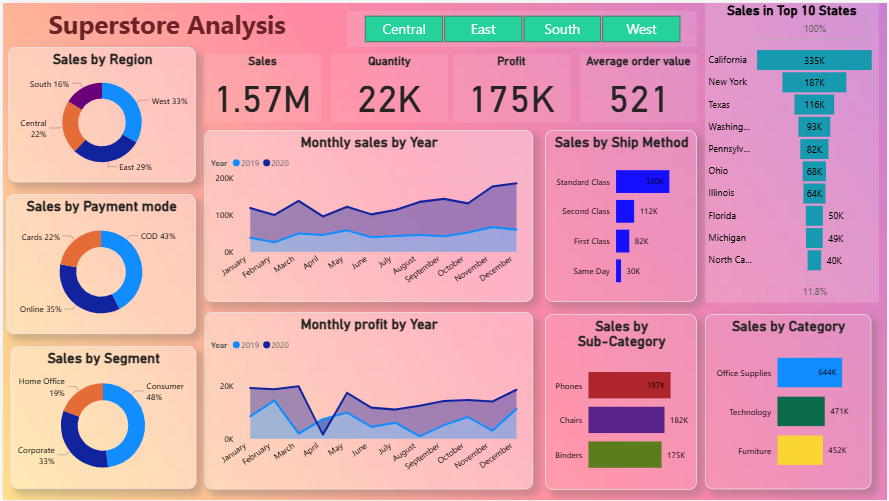 Superstore Analysis
Central
East
South
West
Sales in Top 10 States
100%
California
335K
New York
187K
Texas
116K
Washing...
93K
Pennsylv...
82K
Ohio
68K
Illinois
64K
Florida
50K
Michigan
49K
North Ca...
40K
11.8%
Sales by Region
South 16%
West 33%
Central
22%
East 29%
Sales
1.57M
Quantity
22K
Profit
175K
Average order value
521
Sales by Payment mode
Cards 22%
COD 43%
Online 35%
Monthly sales by Year
Year
2019
2020
200K
100K
0K
January
February
March
April
May
June
July
August
September
October
November
December
Sales by Ship Method
Standard Class
330K
Second Class
112K
First Class
82K
Same Day
30K
Sales by Segment
Home Office
19%
Consumer
48%
Corporate
33%
Monthly profit by Year
Year
2019
2020
20K
0K
January
February
March
April
May
June
July
August
September
October
November
December
Sales by
Sub-Category
Phones
197K
Chairs
182K
Binders
175K
Sales by Category
Office Supplies
644K
Technology
471K
Furniture
452K